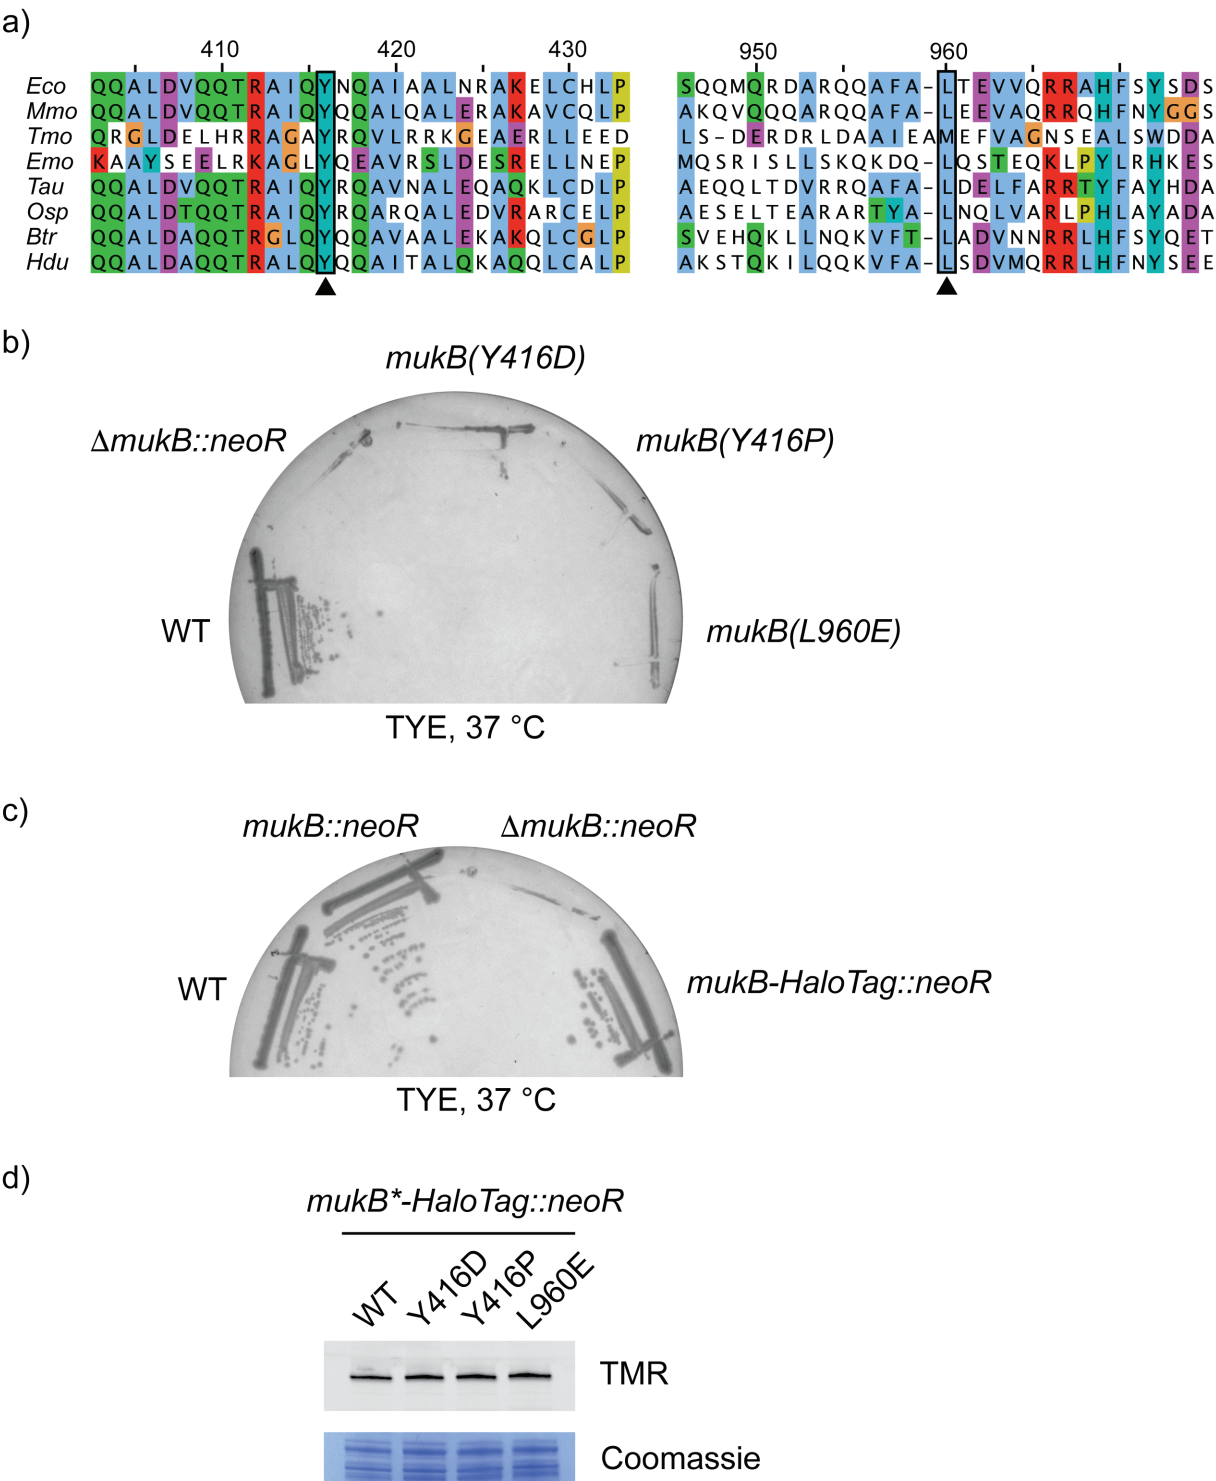 a)
410 420 430 950 960
Eco QQALDVQQTRAIQYNQAIAALNRAKELCHLP SQQMQRDARQQAFA-LTEVVQRRAHFSYSDS
Mmo QQALDVQQTRAIQYQQALQALERAKAVCQLP AKQVQQQARQQAFA-LEEVAQRRQHFNYGGS
Tmo QRGLDELHRRAGAYRQVLRRKGEAERLLEED LS-DERDRLDAAIEAMEFVAGNSEALSWDDA
Emo KAAYSEELRKAGLYQEAVRSLDESRELLNEP MQSRISLLSKQKDQ-LQSTEQKLPYLRHKES
Tau QQALDVQQTRAIQYRQAVNALEQAQKLCDLP AEQQLTDVRRQAFA-LDELFARRTYFAYHDA
Osp QQALDTQQTRAIQYRQARQALEDVRARCELP AESELTEARARTYA-LNQLVARLPHLAYADA
Btr QQALDAQQTRGLQYQQAVAALEKAKQLCGLP SVEHQKLLNQKVFT-LADVNNRRLHFSYQET
Hdu QQALDAQQTRALQYQQAITALQKAQQLCALP AKSTQKILQQKVFA-LSDVMQRRLHFNYSEE
b)
mukB(Y416D)
ΔmukB::neoR
mukB(Y416P)
WT
mukB(L960E)
TYE, 37 °C
c)
mukB::neoR
ΔmukB::neoR
WT
mukB-HaloTag::neoR
TYE, 37 °C
d)
mukB*-HaloTag::neoR
WT Y416D Y416P L960E
TMR
Coomassie